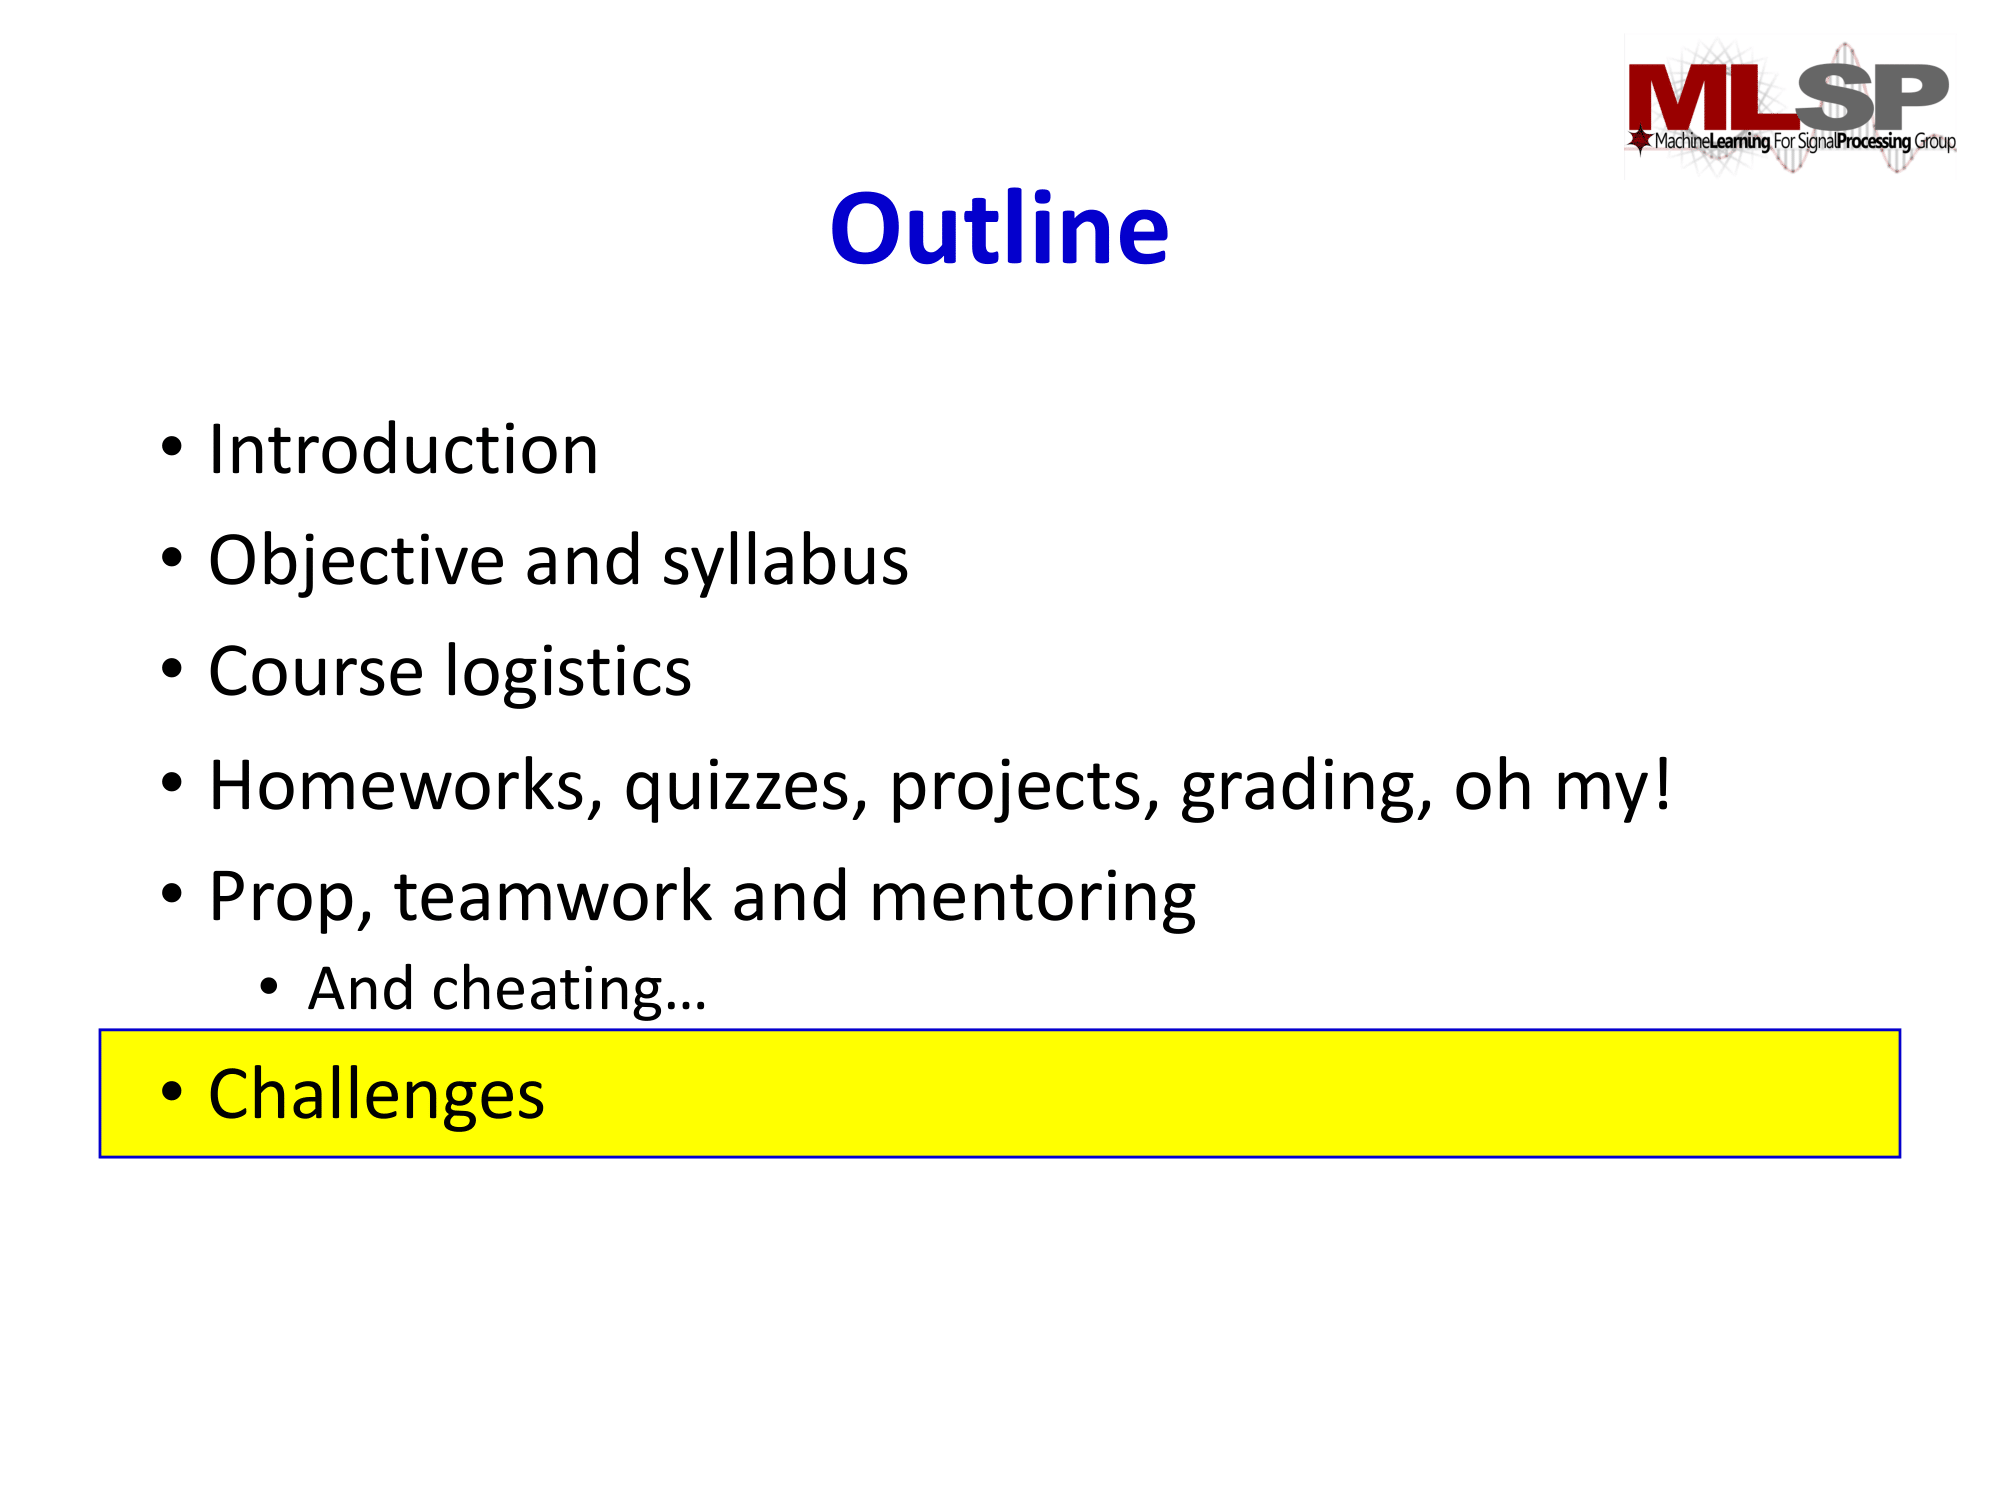 MLSP
MachineLearning For SignalProcessing Group
Outline
• Introduction
• Objective and syllabus
• Course logistics
• Homeworks, quizzes, projects, grading, oh my!
• Prop, teamwork and mentoring
• And cheating…
• Challenges